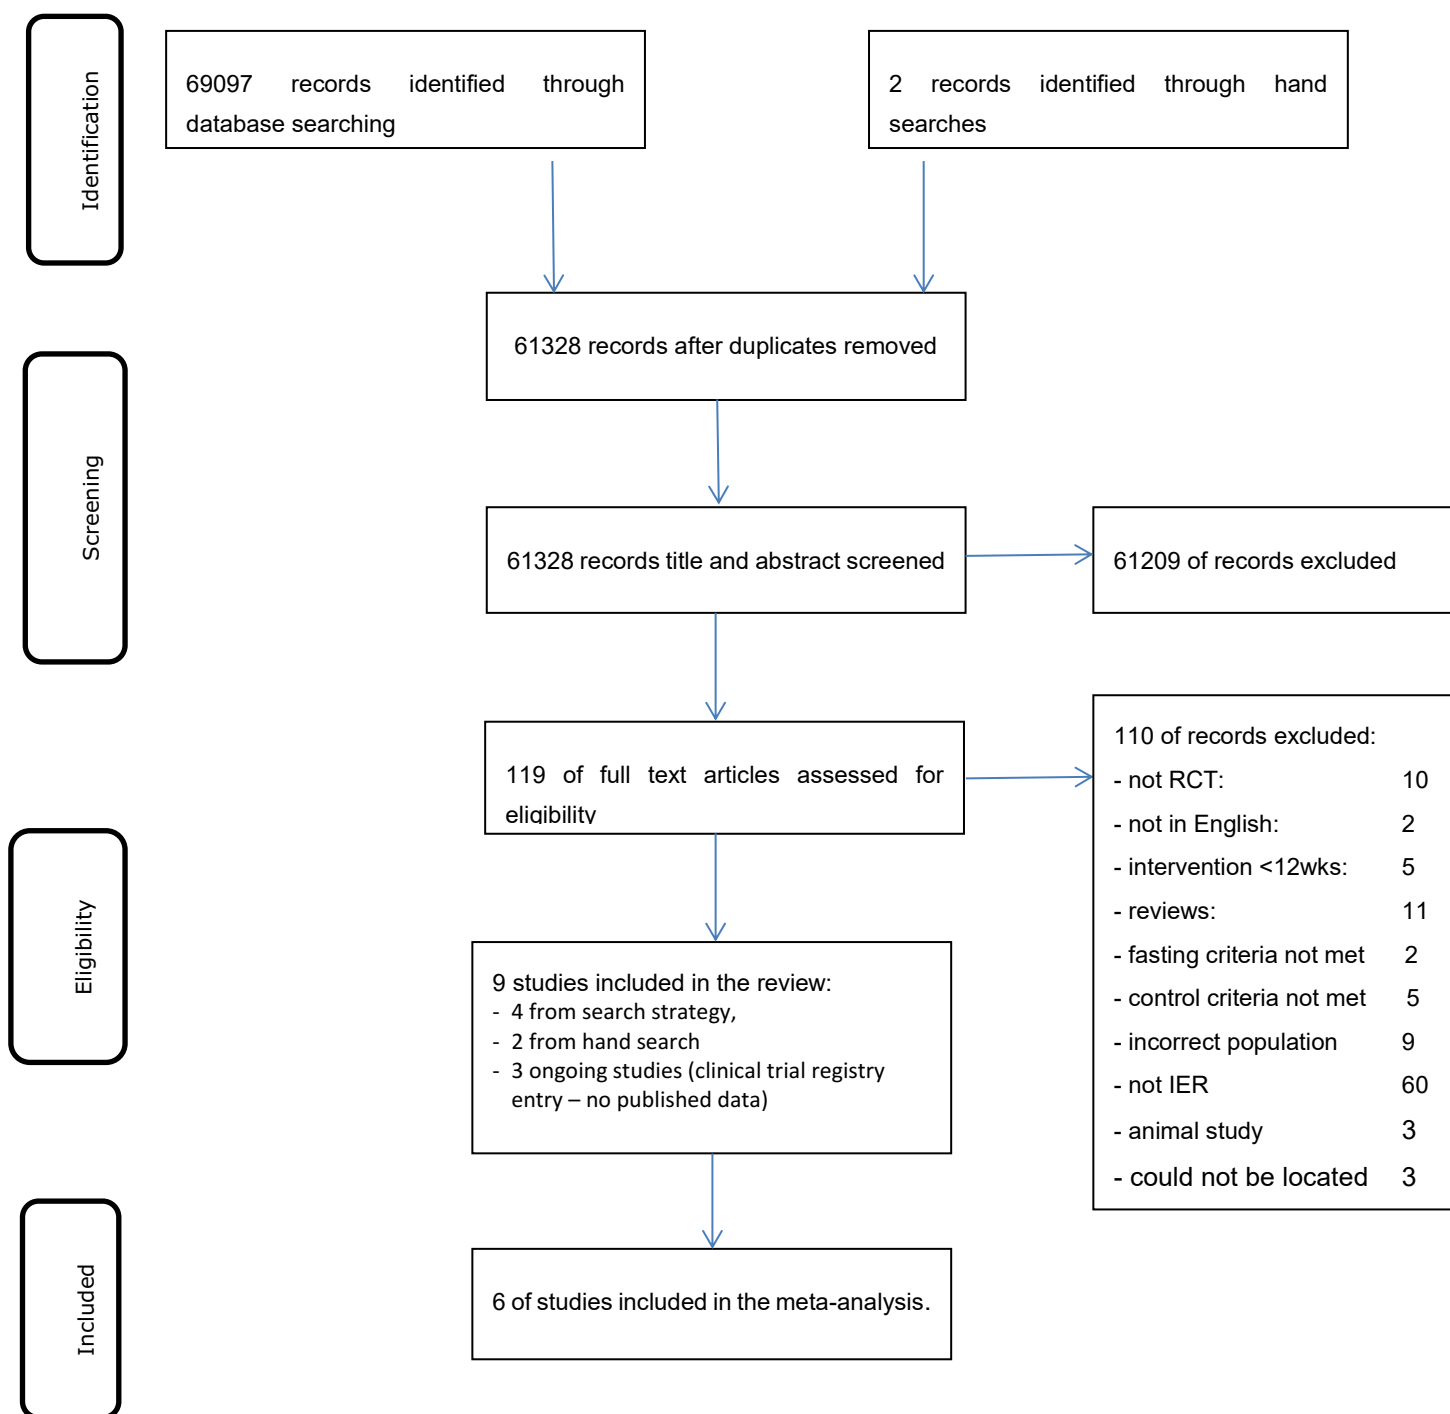 Identification
69097 records identified through
database searching
2 records identified through hand
searches
61328 records after duplicates removed
Screening
61328 records title and abstract screened
61209 of records excluded
119 of full text articles assessed for
eligibility
110 of records excluded:
- not RCT: 10
- not in English: 2
- intervention <12wks: 5
- reviews: 11
- fasting criteria not met 2
- control criteria not met 5
- incorrect population 9
- not IER 60
- animal study 3
- could not be located 3
Eligibility
9 studies included in the review:
- 4 from search strategy,
- 2 from hand search
- 3 ongoing studies (clinical trial registry
entry – no published data)
Included
6 of studies included in the meta-analysis.